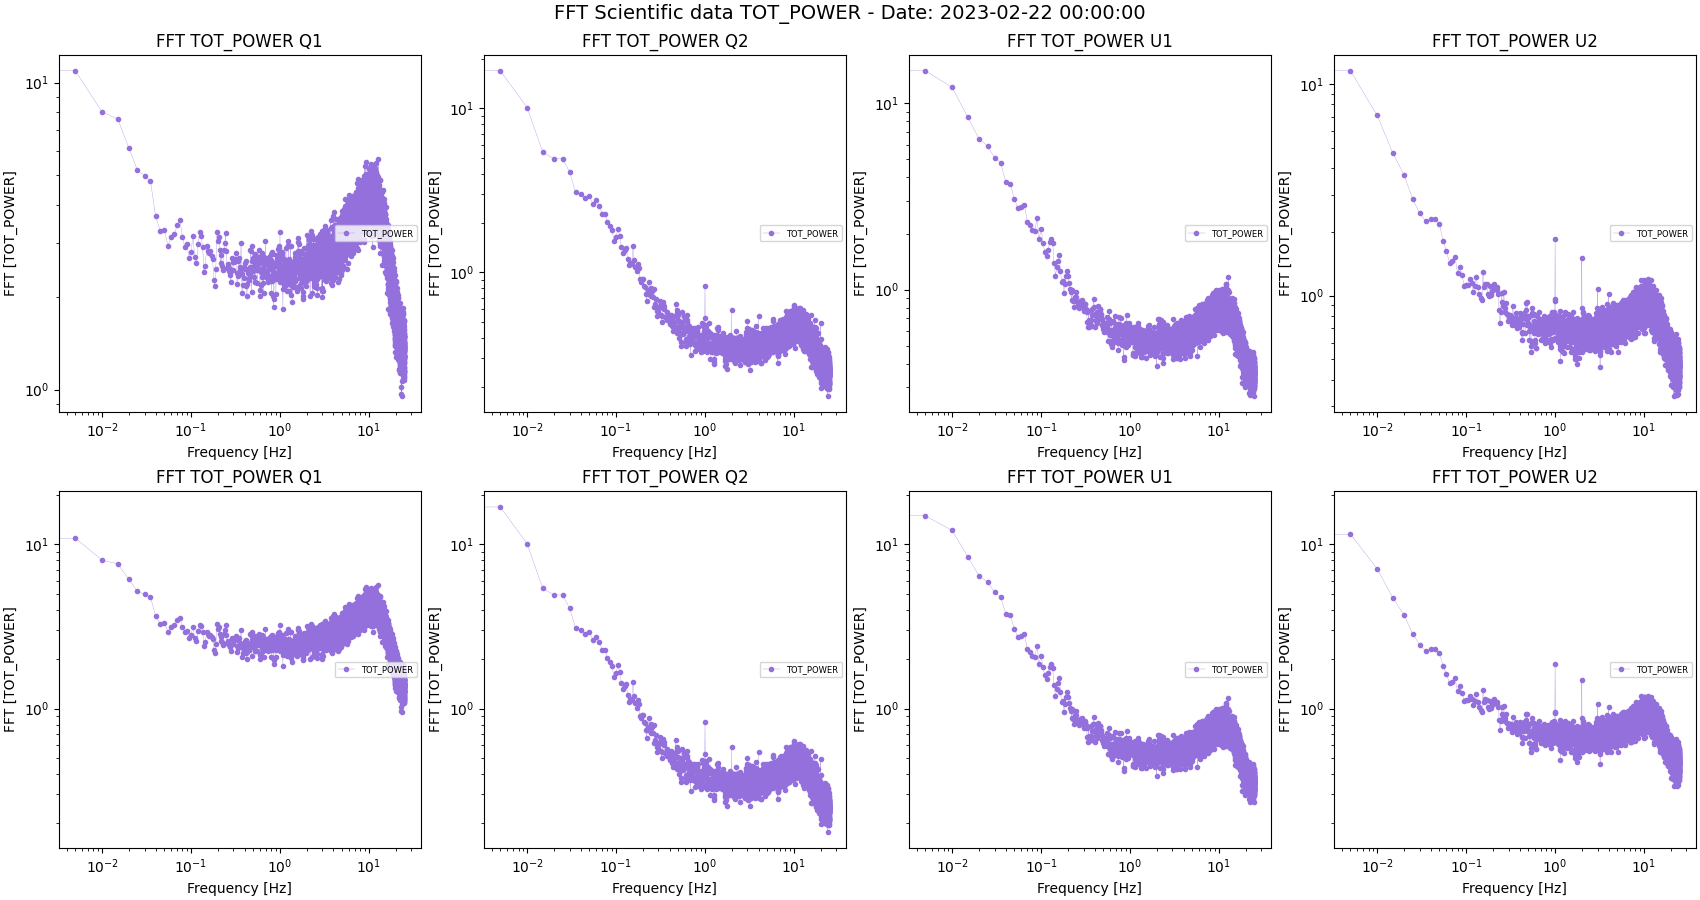 FFT Scientific data TOT_POWER - Date: 2023-02-22 00:00:00
FFT TOT_POWER Q1
FFT [TOT_POWER]
10¹
10⁰
TOT_POWER
10⁻² 10⁻¹ 10⁰ 10¹
Frequency [Hz]
FFT TOT_POWER Q2
FFT [TOT_POWER]
10¹
10⁰
TOT_POWER
10⁻² 10⁻¹ 10⁰ 10¹
Frequency [Hz]
FFT TOT_POWER U1
FFT [TOT_POWER]
10¹
10⁰
TOT_POWER
10⁻² 10⁻¹ 10⁰ 10¹
Frequency [Hz]
FFT TOT_POWER U2
FFT [TOT_POWER]
10¹
10⁰
TOT_POWER
10⁻² 10⁻¹ 10⁰ 10¹
Frequency [Hz]
FFT TOT_POWER Q1
FFT [TOT_POWER]
10¹
10⁰
TOT_POWER
10⁻² 10⁻¹ 10⁰ 10¹
Frequency [Hz]
FFT TOT_POWER Q2
FFT [TOT_POWER]
10¹
10⁰
TOT_POWER
10⁻² 10⁻¹ 10⁰ 10¹
Frequency [Hz]
FFT TOT_POWER U1
FFT [TOT_POWER]
10¹
10⁰
TOT_POWER
10⁻² 10⁻¹ 10⁰ 10¹
Frequency [Hz]
FFT TOT_POWER U2
FFT [TOT_POWER]
10¹
10⁰
TOT_POWER
10⁻² 10⁻¹ 10⁰ 10¹
Frequency [Hz]